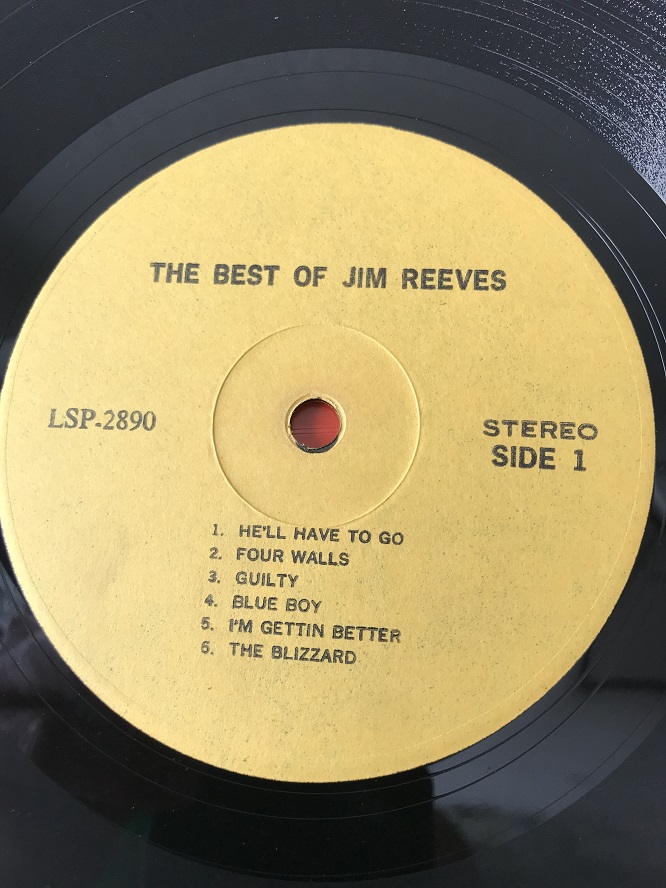 THE BEST OF JIM REEVES
LSP-2890
STEREO
SIDE 1
1. HE'LL HAVE TO GO
2. FOUR WALLS
3. GUILTY
4. BLUE BOY
5. I'M GETTIN BETTER
6. THE BLIZZARD